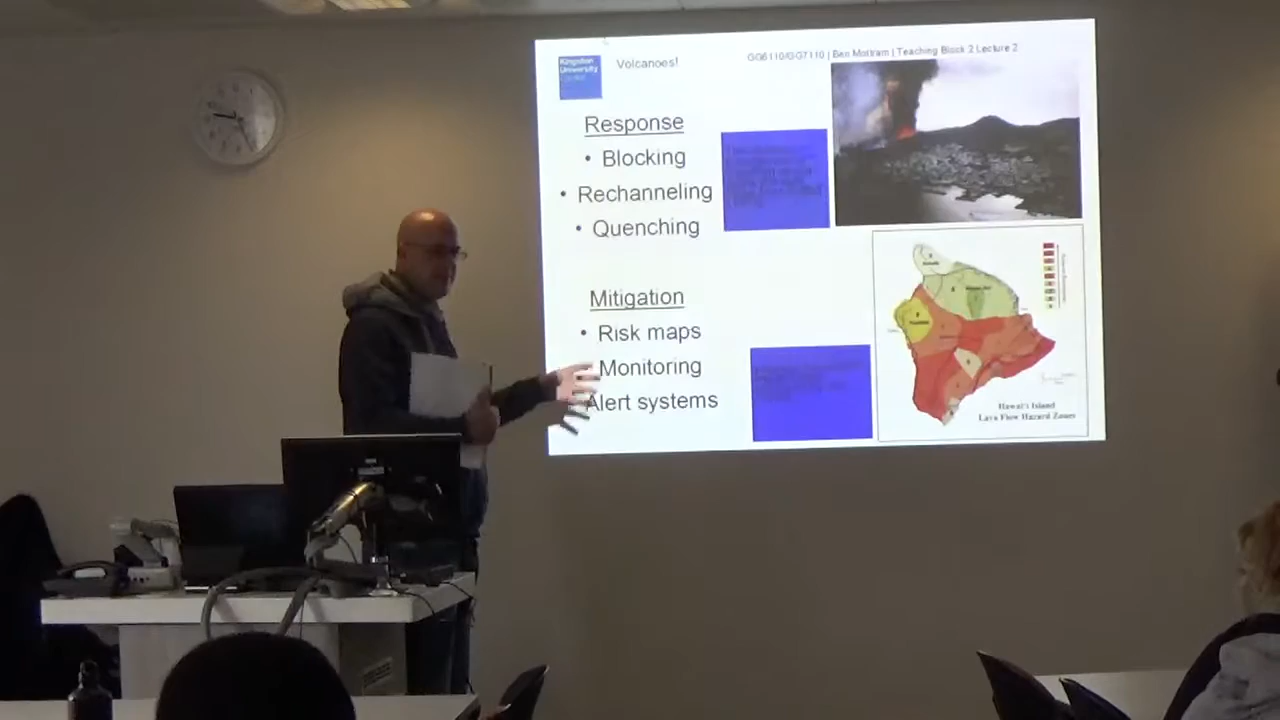 Kingston
University
London
Volcanoes!
GG6110/GG7110 | Ben Mottram | Teaching Block 2 Lecture 2
Response
• Blocking
• Rechanneling
• Quenching
Mitigation
• Risk maps
Monitoring
Alert systems
Hawai'i Island
Lava Flow Hazard Zones